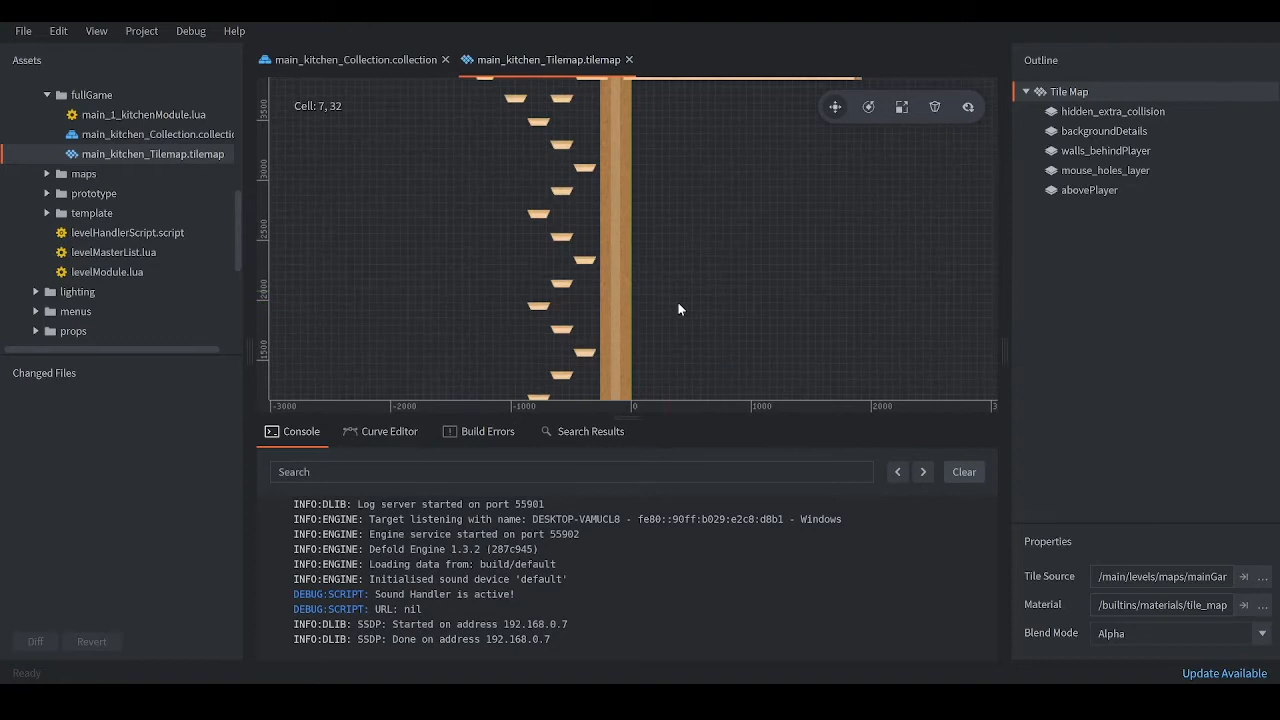 File Edit View Project Debug Help
Assets
main_kitchen_Collection.collection
main_kitchen_Tilemap.tilemap
Outline
fullGame
main_1_kitchenModule.lua
main_kitchen_Collection.collectic
main_kitchen_Tilemap.tilemap
maps
prototype
template
levelHandlerScript.script
levelMasterList.lua
levelModule.lua
lighting
menus
props
Changed Files
Diff Revert
Ready
Cell: 7, 32
3500
3000
2500
2000
1500
-3000 -2000 -1000 0 1000 2000 3
Console Curve Editor Build Errors Search Results
Search Clear
INFO:DLIB: Log server started on port 55901
INFO:ENGINE: Target listening with name: DESKTOP-VAMUCL8 - fe80::90ff:b029:e2c8:d8b1 - Windows
INFO:ENGINE: Engine service started on port 55902
INFO:ENGINE: Defold Engine 1.3.2 (287c945)
INFO:ENGINE: Loading data from: build/default
INFO:ENGINE: Initialised sound device 'default'
DEBUG:SCRIPT: Sound Handler is active!
DEBUG:SCRIPT: URL: nil
INFO:DLIB: SSDP: Started on address 192.168.0.7
INFO:DLIB: SSDP: Done on address 192.168.0.7
Tile Map
hidden_extra_collision
backgroundDetails
walls_behindPlayer
mouse_holes_layer
abovePlayer
Properties
Tile Source /main/levels/maps/mainGar ...
Material /builtins/materials/tile_map ...
Blend Mode Alpha
Update Available